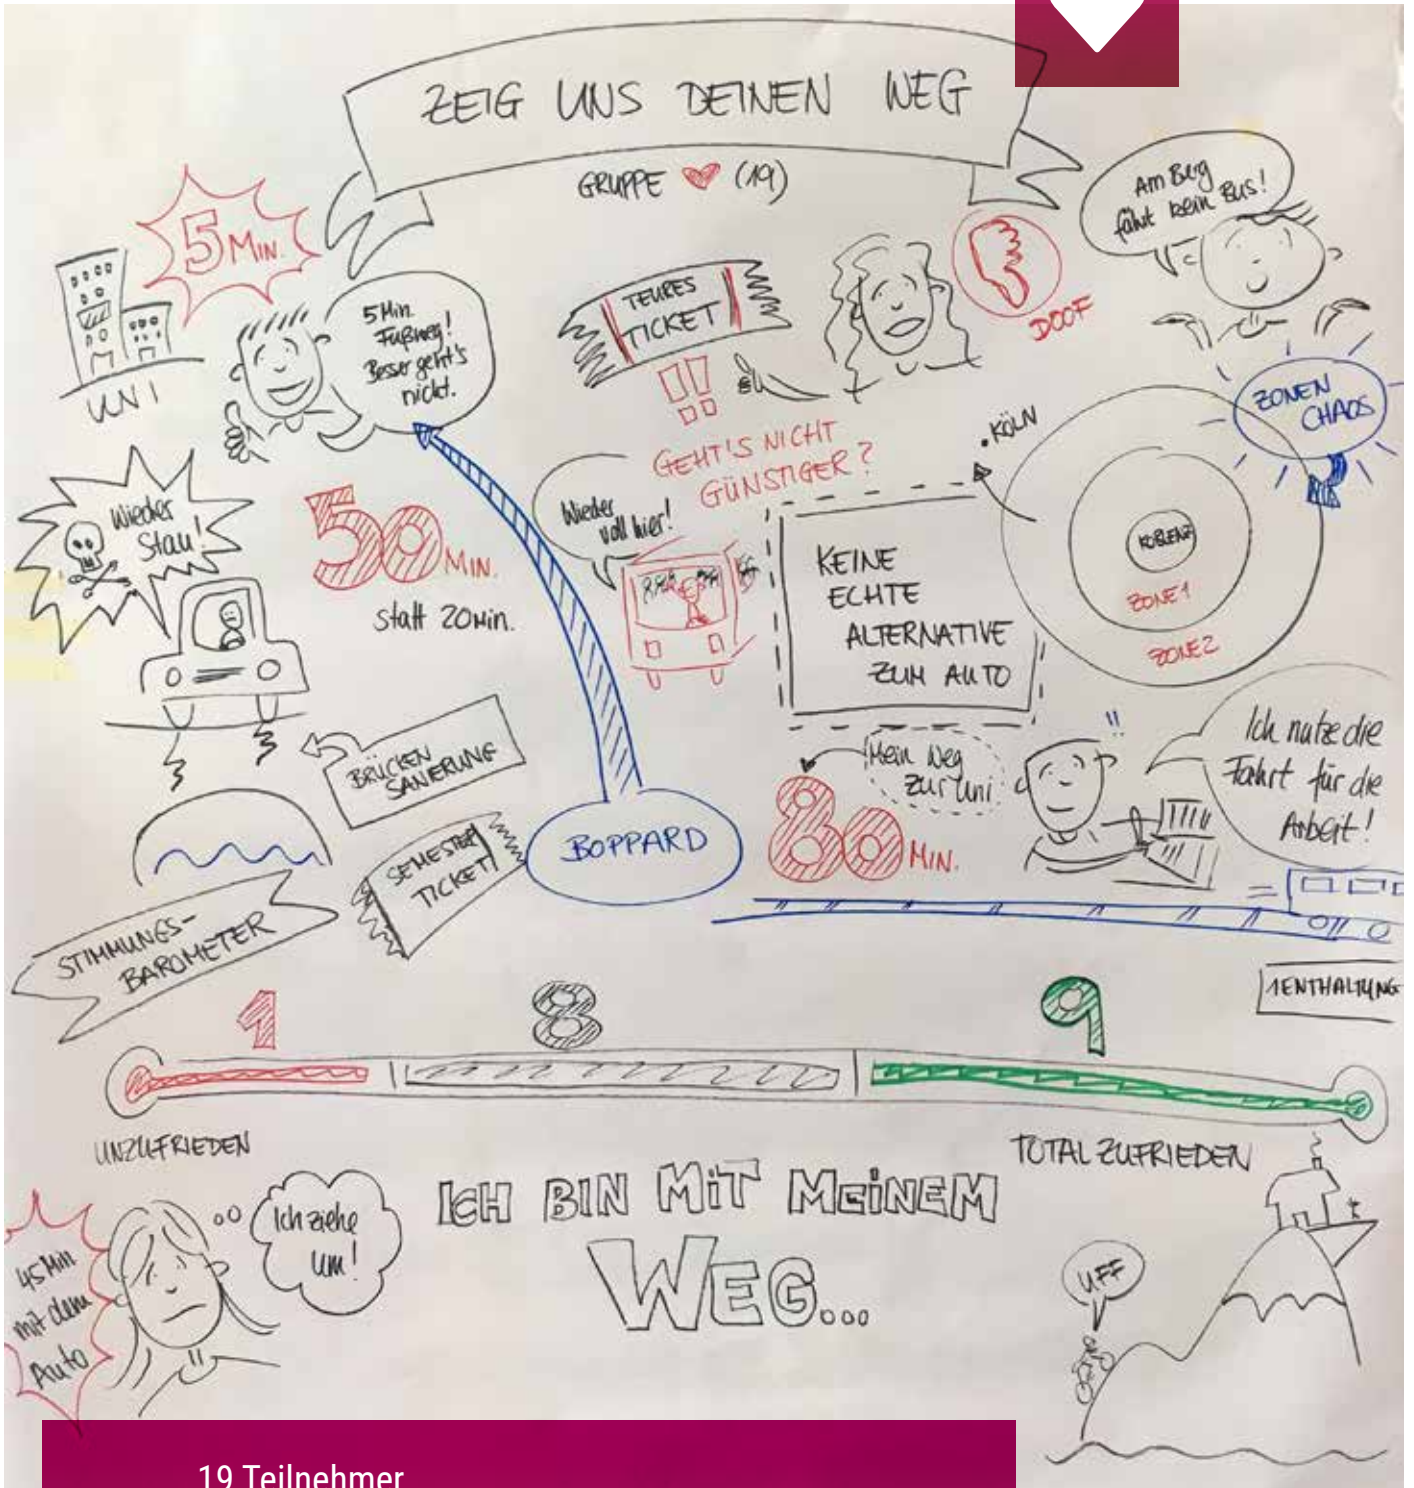 ZEIG UNS DEINEN WEG
GRUPPE (19)
5 MIN.
UNI
5 Min.
Fußweg!
Besser geht's
nicht.
TEURES
TICKET
!!
GEHT'S NICHT
GÜNSTIGER?
DOOF
Am Berg
fährt kein Bus!
ZONEN
CHAOS
KÖLN
KOBLENZ
ZONE 1
ZONE 2
Wieder
Stau!
50 MIN.
statt 20 MIN.
Wieder
voll hier!
KEINE
ECHTE
ALTERNATIVE
ZUM AUTO
BRÜCKEN
SANIERUNG
SEMESTER
TICKET
BOPPARD
Mein Weg
zur Uni
80 MIN.
!!
Ich nutze die
Fahrt für die
Arbeit!
STIMMUNGS-
BAROMETER
1 8 9
1 ENTHALTUNG
UNZUFRIEDEN
TOTAL ZUFRIEDEN
ICH BIN MIT MEINEM
WEG...
45 Min
mit dem
Auto
Ich ziehe
um!
UFF
19 Teilnehmer